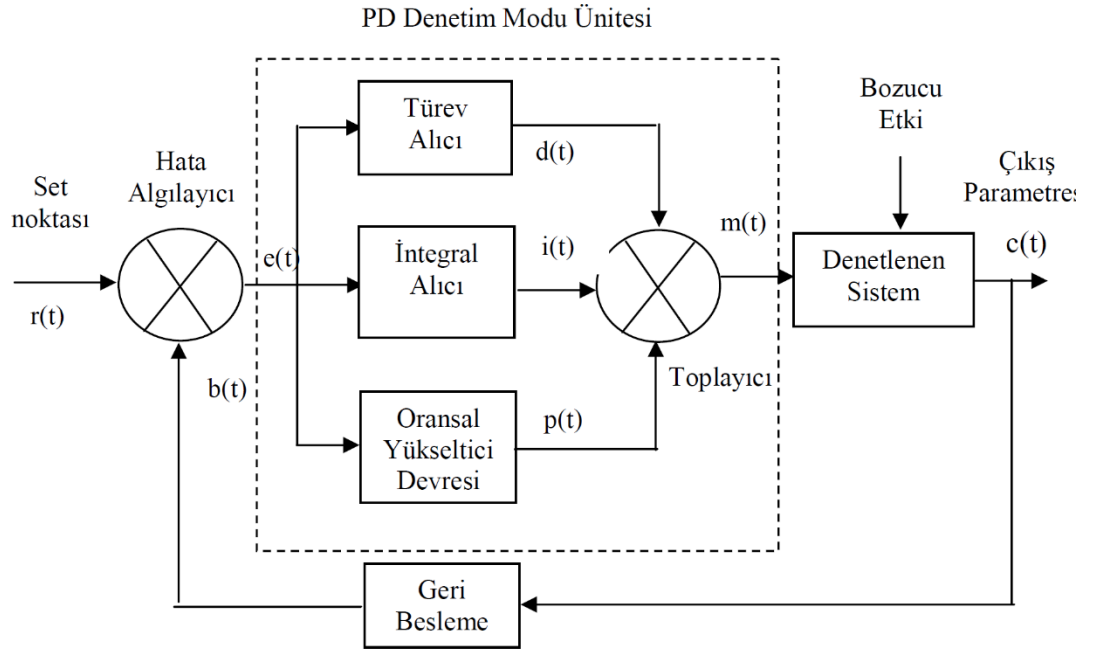 PD Denetim Modu Ünitesi
Türev
Alıcı
d(t)
Bozucu
Etki
Set
noktası
Hata
Algılayıcı
Çıkış
Parametres
r(t)
e(t)
İntegral
Alıcı
i(t)
m(t)
Denetlenen
Sistem
c(t)
b(t)
Oransal
Yükseltici
Devresi
p(t)
Toplayıcı
Geri
Besleme